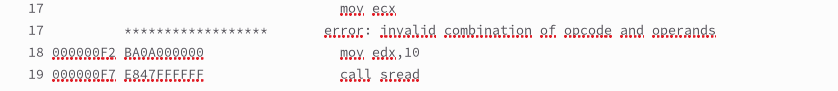 17 mov ecx
17 ****************** error: invalid combination of opcode and operands
18 000000F2 BA0A000000 mov edx,10
19 000000F7 E847FFFFFF call sread